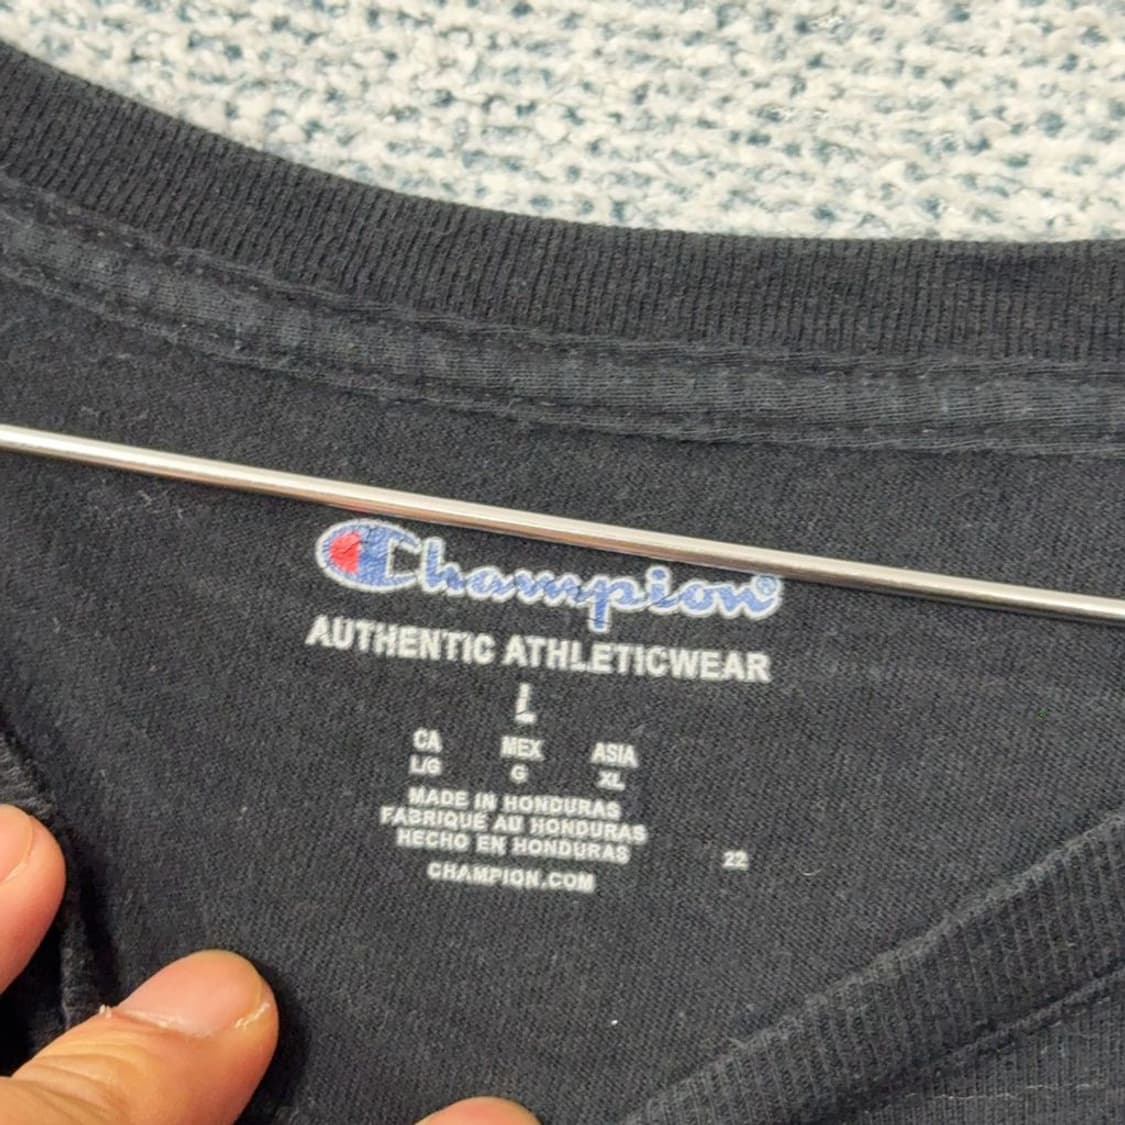 Champion®
AUTHENTIC ATHLETICWEAR
L
CA MEX ASIA
L/G G XL
MADE IN HONDURAS
FABRIQUÉ AU HONDURAS
HECHO EN HONDURAS
22
CHAMPION.COM